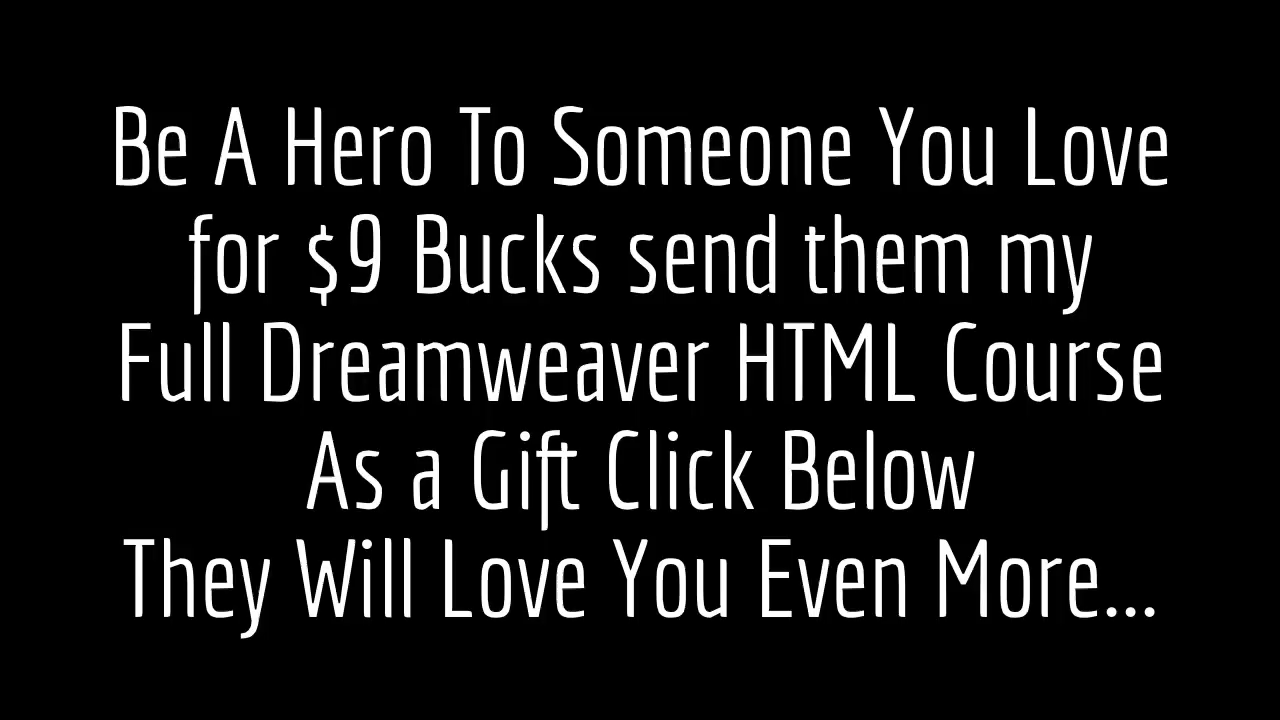 Be A Hero To Someone You Love
for $9 Bucks send them my
Full Dreamweaver HTML Course
As a Gift Click Below
They Will Love You Even More...